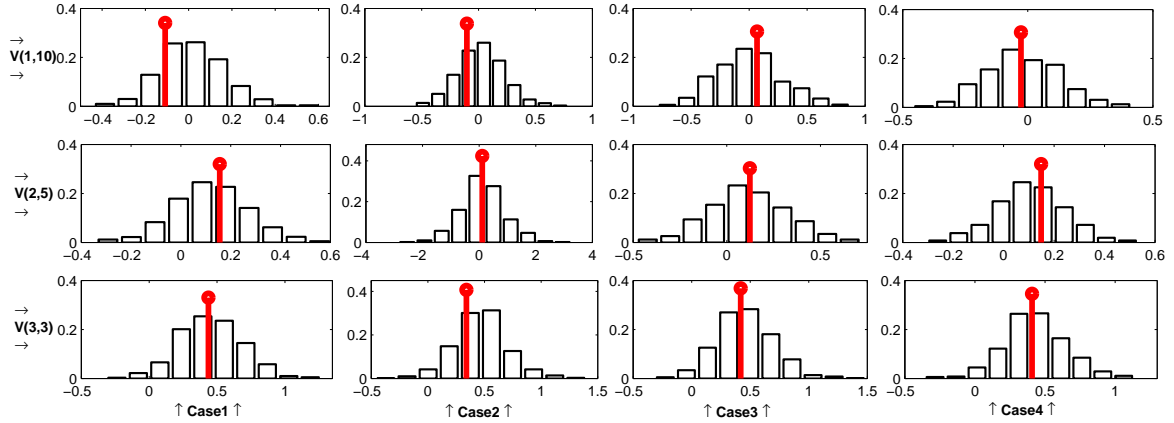 0.4 0.4 0.4 0.4
→
V(1,10) 0.2 0.2 0.2 0.2
→
0 0 0 0
−0.4 −0.2 0 0.2 0.4 0.6 −1 −0.5 0 0.5 1 −1 −0.5 0 0.5 1 −0.5 0 0.5
0.4 0.4 0.4 0.4
→
V(2,5) 0.2 0.2 0.2 0.2
→
0 0 0 0
−0.4 −0.2 0 0.2 0.4 0.6 −4 −2 0 2 4 −0.5 0 0.5 −0.4 −0.2 0 0.2 0.4 0.6
0.4 0.4 0.4 0.4
→
V(3,3) 0.2 0.2 0.2 0.2
→
0 0 0 0
−0.5 0 0.5 1 −0.5 0 0.5 1 1.5 −0.5 0 0.5 1 1.5 −0.5 0 0.5 1
↑ Case1 ↑ ↑ Case2 ↑ ↑ Case3 ↑ ↑ Case4 ↑